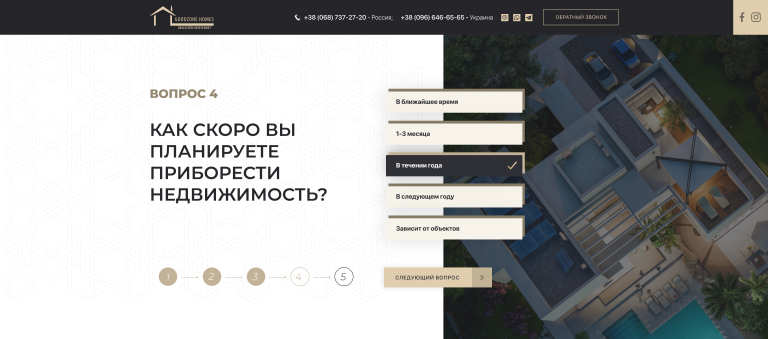 GOODZONE HOMES
+38 (068) 737-27-20 - Россия;
+38 (096) 646-65-65 - Украина
ОБРАТНЫЙ ЗВОНОК
ВОПРОС 4
КАК СКОРО ВЫ
ПЛАНИРУЕТЕ
ПРИБОРЕСТИ
НЕДВИЖИМОСТЬ?
В ближайшее время
1-3 месяца
В течении года
В следующем году
Зависит от объектов
1
2
3
4
5
СЛЕДУЮЩИЙ ВОПРОС